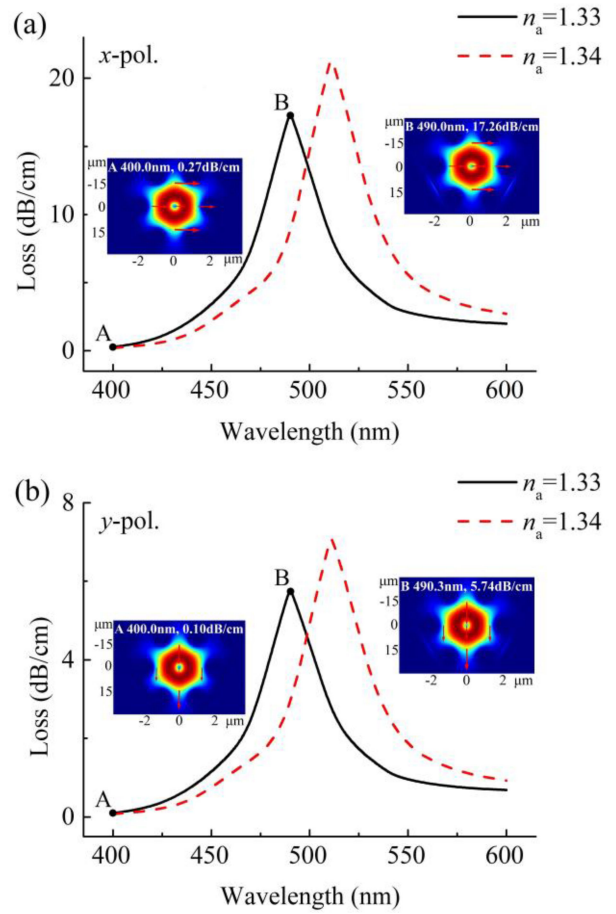 (a)
x-pol.
nₐ=1.33
nₐ=1.34
20
10
0
Loss (dB/cm)
B
A
A 400.0nm, 0.27dB/cm
μm
-15
0
15
-2 0 2 μm
B 490.0nm, 17.26dB/cm
μm
-15
0
15
-2 0 2 μm
400 450 500 550 600
Wavelength (nm)
(b)
y-pol.
nₐ=1.33
nₐ=1.34
8
4
0
Loss (dB/cm)
B
A
A 400.0nm, 0.10dB/cm
μm
-15
0
15
-2 0 2 μm
B 490.3nm, 5.74dB/cm
μm
-15
0
15
-2 0 2 μm
400 450 500 550 600
Wavelength (nm)